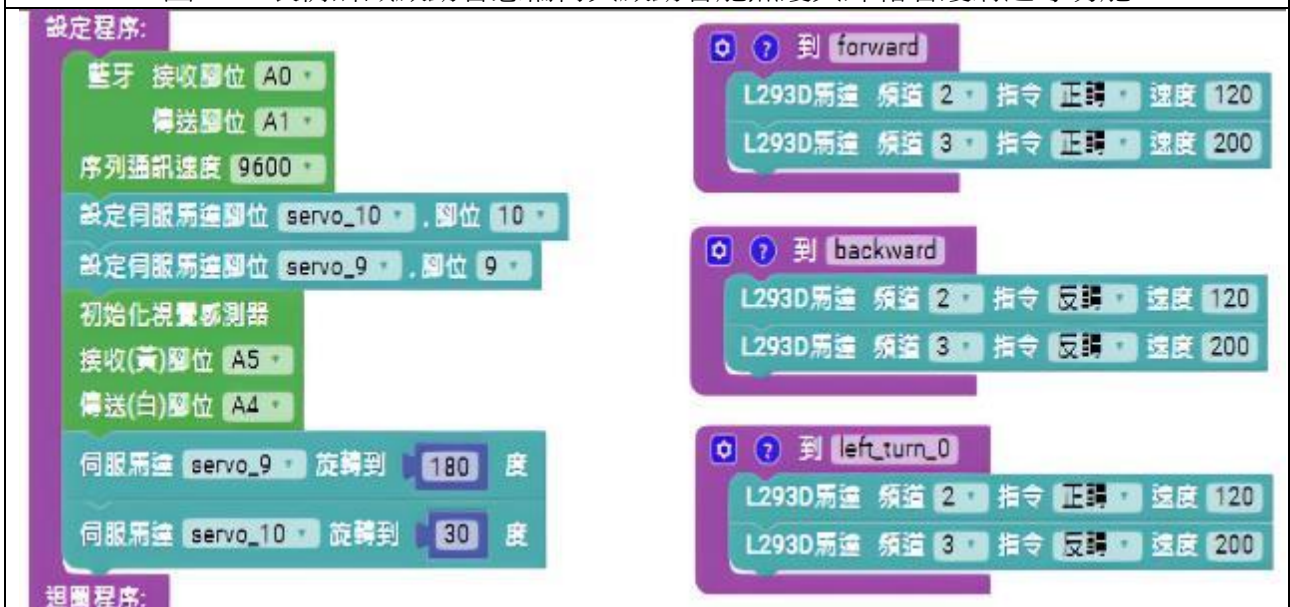 設定程序:
藍牙 接收腳位 A0
傳送腳位 A1
序列通訊速度 9600
設定伺服馬達腳位 servo_10 , 腳位 10
設定伺服馬達腳位 servo_9 , 腳位 9
初始化視覺感測器
接收(黃)腳位 A5
傳送(白)腳位 A4
伺服馬達 servo_9 旋轉到 180 度
伺服馬達 servo_10 旋轉到 30 度
迴圈程序:
? 到 forward
L293D馬達 頻道 2 指令 正轉 速度 120
L293D馬達 頻道 3 指令 正轉 速度 200
? 到 backward
L293D馬達 頻道 2 指令 反轉 速度 120
L293D馬達 頻道 3 指令 反轉 速度 200
? 到 left_turn_0
L293D馬達 頻道 2 指令 正轉 速度 120
L293D馬達 頻道 3 指令 反轉 速度 200